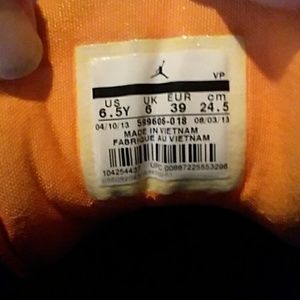 VP
US UK EUR cm
6.5Y 6 39 24.5
04/10/13 599606-018 08/03/13
MADE IN VIETNAM
FABRIQUE AU VIETNAM
UPC